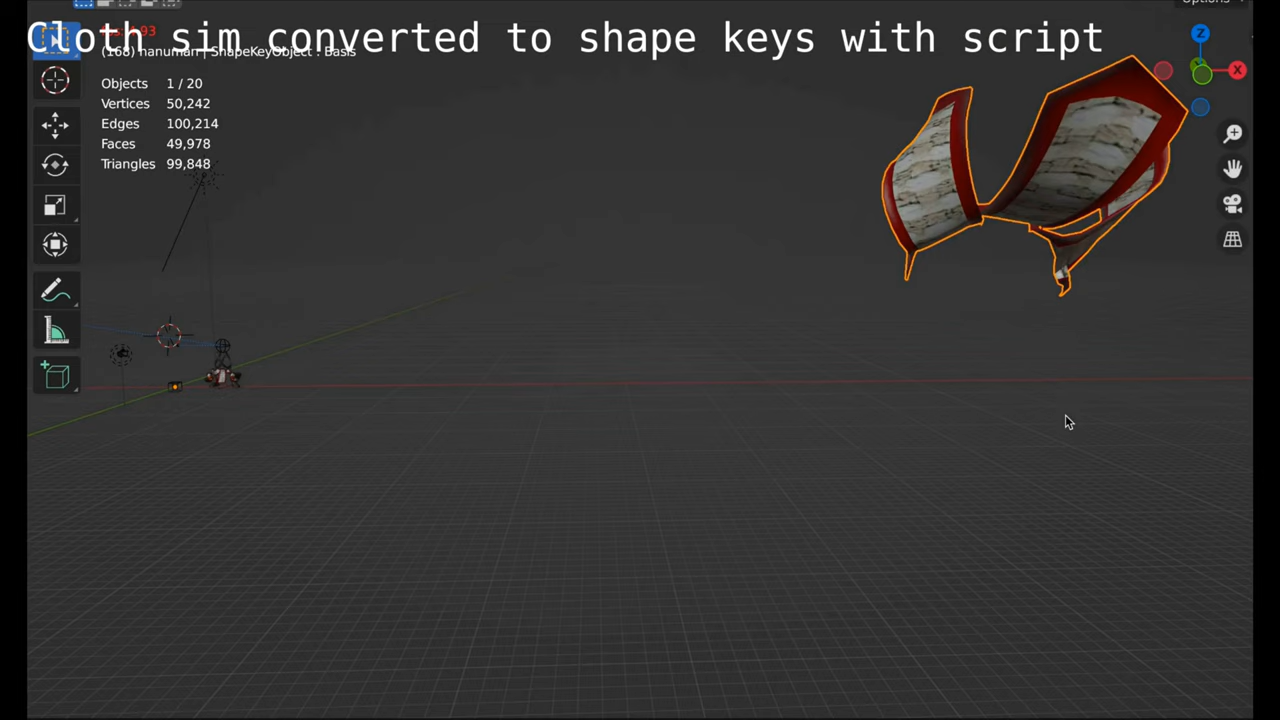 Options
Cloth sim converted to shape keys with script
(168) hanuman | ShapeKeyObject : Basis
Objects 1 / 20
Vertices 50,242
Edges 100,214
Faces 49,978
Triangles 99,848
Z
X